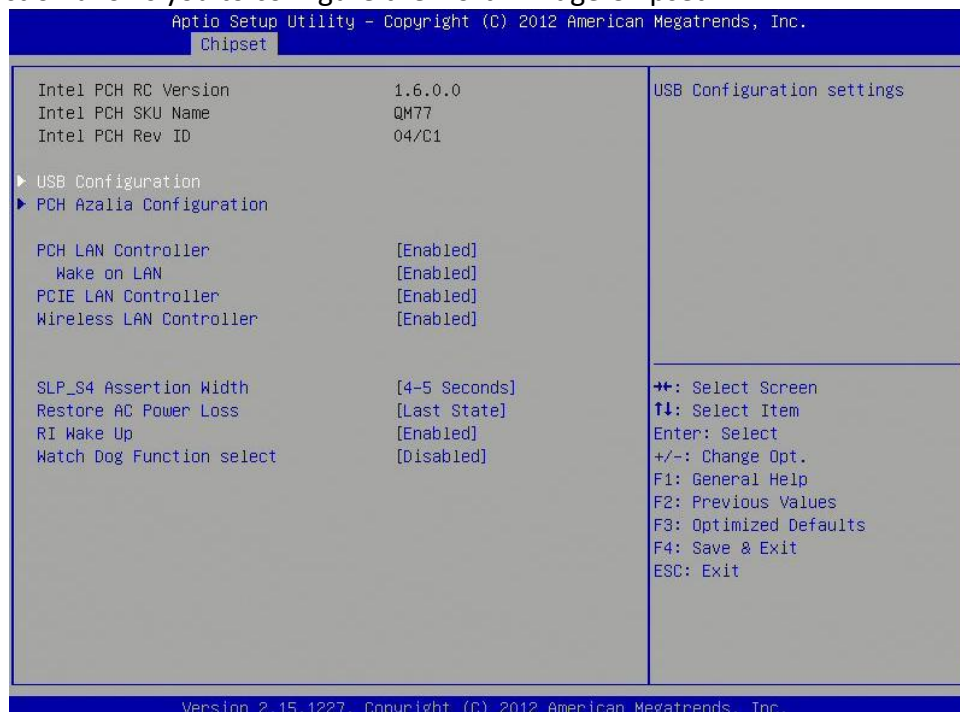 Aptio Setup Utility – Copyright (C) 2012 American Megatrends, Inc.
Chipset
Intel PCH RC Version 1.6.0.0
Intel PCH SKU Name QM77
Intel PCH Rev ID 04/C1
USB Configuration
PCH Azalia Configuration
PCH LAN Controller [Enabled]
Wake on LAN [Enabled]
PCIE LAN Controller [Enabled]
Wireless LAN Controller [Enabled]
SLP_S4 Assertion Width [4-5 Seconds]
Restore AC Power Loss [Last State]
RI Wake Up [Enabled]
Watch Dog Function select [Disabled]
USB Configuration settings
→←: Select Screen
↑↓: Select Item
Enter: Select
+/-: Change Opt.
F1: General Help
F2: Previous Values
F3: Optimized Defaults
F4: Save & Exit
ESC: Exit
Version 2.15.1227. Copyright (C) 2012 American Megatrends, Inc.